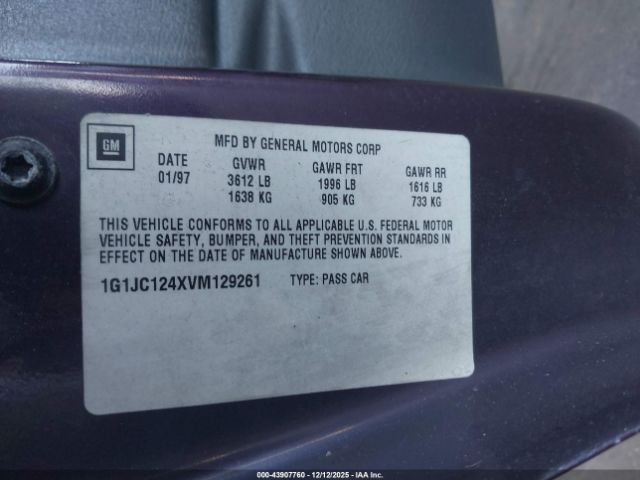 GM
MFD BY GENERAL MOTORS CORP
DATE GVWR GAWR FRT GAWR RR
01/97 3612 LB 1996 LB 1616 LB
1638 KG 905 KG 733 KG
THIS VEHICLE CONFORMS TO ALL APPLICABLE U.S. FEDERAL MOTOR
VEHICLE SAFETY, BUMPER, AND THEFT PREVENTION STANDARDS IN
EFFECT ON THE DATE OF MANUFACTURE SHOWN ABOVE.
1G1JC124XVM129261 TYPE: PASS CAR
000-43907760 - 12/12/2025 - IAAI.com